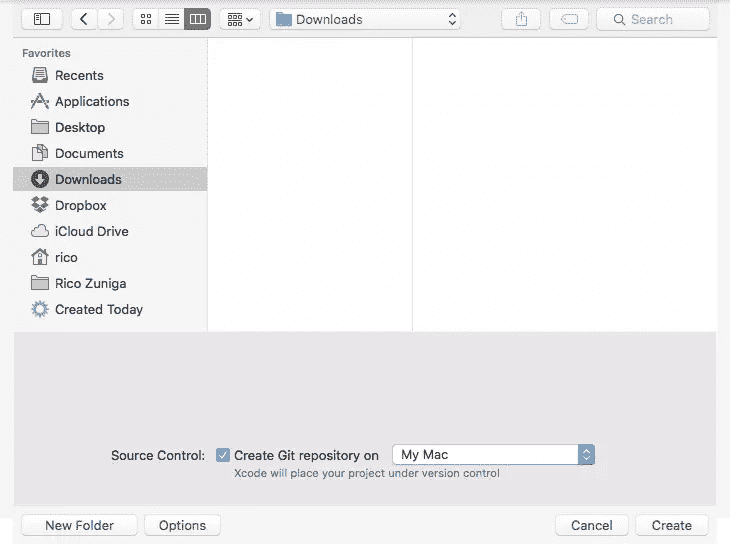 Downloads
Search
Favorites
Recents
Applications
Desktop
Documents
Downloads
Dropbox
iCloud Drive
rico
Rico Zuniga
Created Today
Source Control: Create Git repository on My Mac
Xcode will place your project under version control
New Folder Options Cancel Create